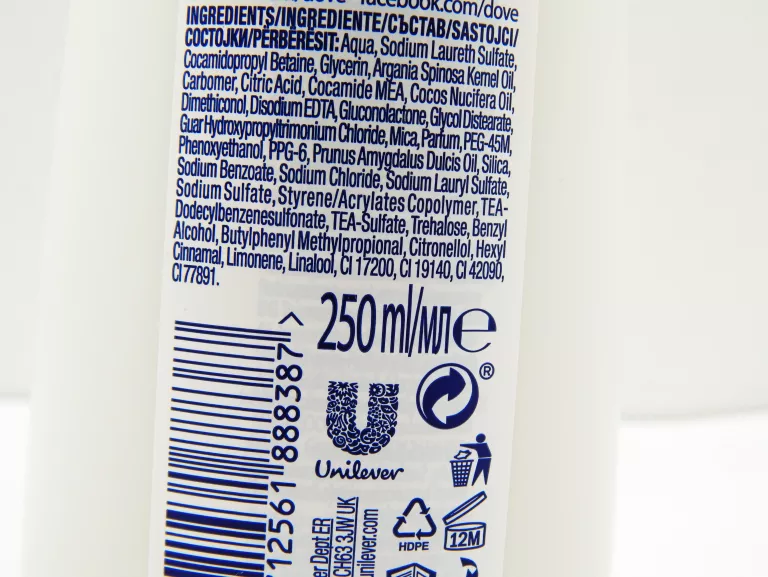 facebook.com/dove
INGREDIENTS/INGREDIENTE/СЪСТАВ/SASTOJCI/
СОСТОЈКИ/PËRBËRËSIT: Aqua, Sodium Laureth Sulfate,
Cocamidopropyl Betaine, Glycerin, Argania Spinosa Kernel Oil,
Carbomer, Citric Acid, Cocamide MEA, Cocos Nucifera Oil,
Dimethiconol, Disodium EDTA, Gluconolactone, Glycol Distearate,
Guar Hydroxypropyltrimonium Chloride, Mica, Parfum, PEG-45M,
Phenoxyethanol, PPG-6, Prunus Amygdalus Dulcis Oil, Silica,
Sodium Benzoate, Sodium Chloride, Sodium Lauryl Sulfate,
Sodium Sulfate, Styrene/Acrylates Copolymer, TEA-
Dodecylbenzenesulfonate, TEA-Sulfate, Trehalose, Benzyl
Alcohol, Butylphenyl Methylpropional, Citronellol, Hexyl
Cinnamal, Limonene, Linalool, CI 17200, CI 19140, CI 42090,
CI 77891.
250 ml/мл e
®
Unilever
12561 888387 >
Dept ER
CH63 3JW UK
unilever.com
HDPE
12M